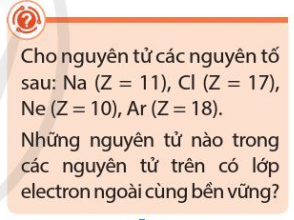 ?
Cho nguyên tử các nguyên tố
sau: Na (Z = 11), Cl (Z = 17),
Ne (Z = 10), Ar (Z = 18).
Những nguyên tử nào trong
các nguyên tử trên có lớp
electron ngoài cùng bền vững?